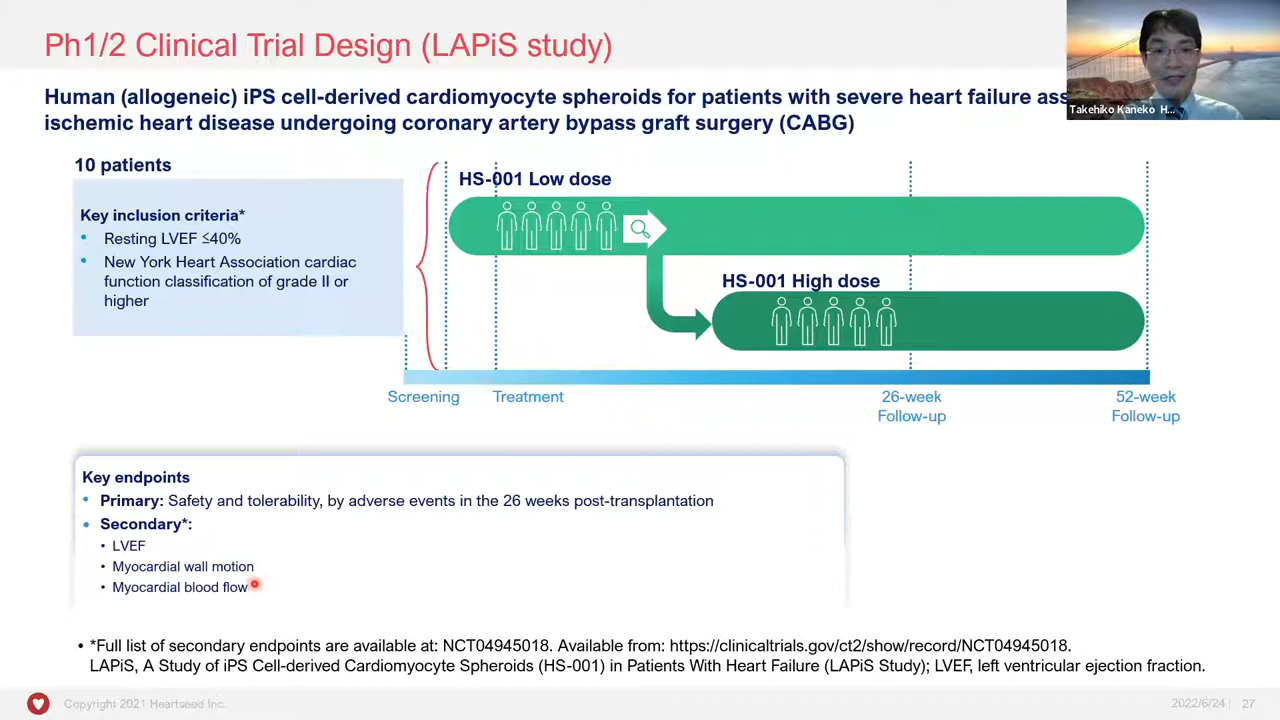 Ph1/2 Clinical Trial Design (LAPiS study)
Takehiko Kaneko H...
Human (allogeneic) iPS cell-derived cardiomyocyte spheroids for patients with severe heart failure
ischemic heart disease undergoing coronary artery bypass graft surgery (CABG)
10 patients
Key inclusion criteria*
• Resting LVEF ≤40%
• New York Heart Association cardiac
function classification of grade II or
higher
HS-001 Low dose
HS-001 High dose
Screening
Treatment
26-week
Follow-up
52-week
Follow-up
Key endpoints
• Primary: Safety and tolerability, by adverse events in the 26 weeks post-transplantation
• Secondary*:
• LVEF
• Myocardial wall motion
• Myocardial blood flow
• *Full list of secondary endpoints are available at: NCT04945018. Available from: https://clinicaltrials.gov/ct2/show/record/NCT04945018.
LAPiS, A Study of iPS Cell-derived Cardiomyocyte Spheroids (HS-001) in Patients With Heart Failure (LAPiS Study); LVEF, left ventricular ejection fraction.
Copyright 2021 Heartseed Inc.
2022/6/24 | 27